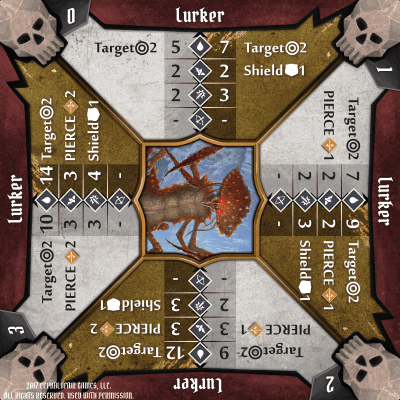 0
Lurker
Target 2 5 7 Target 2
2 2 Shield 1
2 3
- -
1
Lurker
Target 2 7 9 Target 2
PIERCE 1 2 2 PIERCE 1
2 3 Shield 1
- -
2
Lurker
Target 2 9 12 Target 2
PIERCE 1 3 3 PIERCE 2
2 3 Shield 1
- -
3
Lurker
Target 2 10 14 Target 2
PIERCE 2 3 3 PIERCE 2
3 4 Shield 1
- -
2017 CEPHALOFAIR GAMES, LLC.
ALL RIGHTS RESERVED. USED WITH PERMISSION.